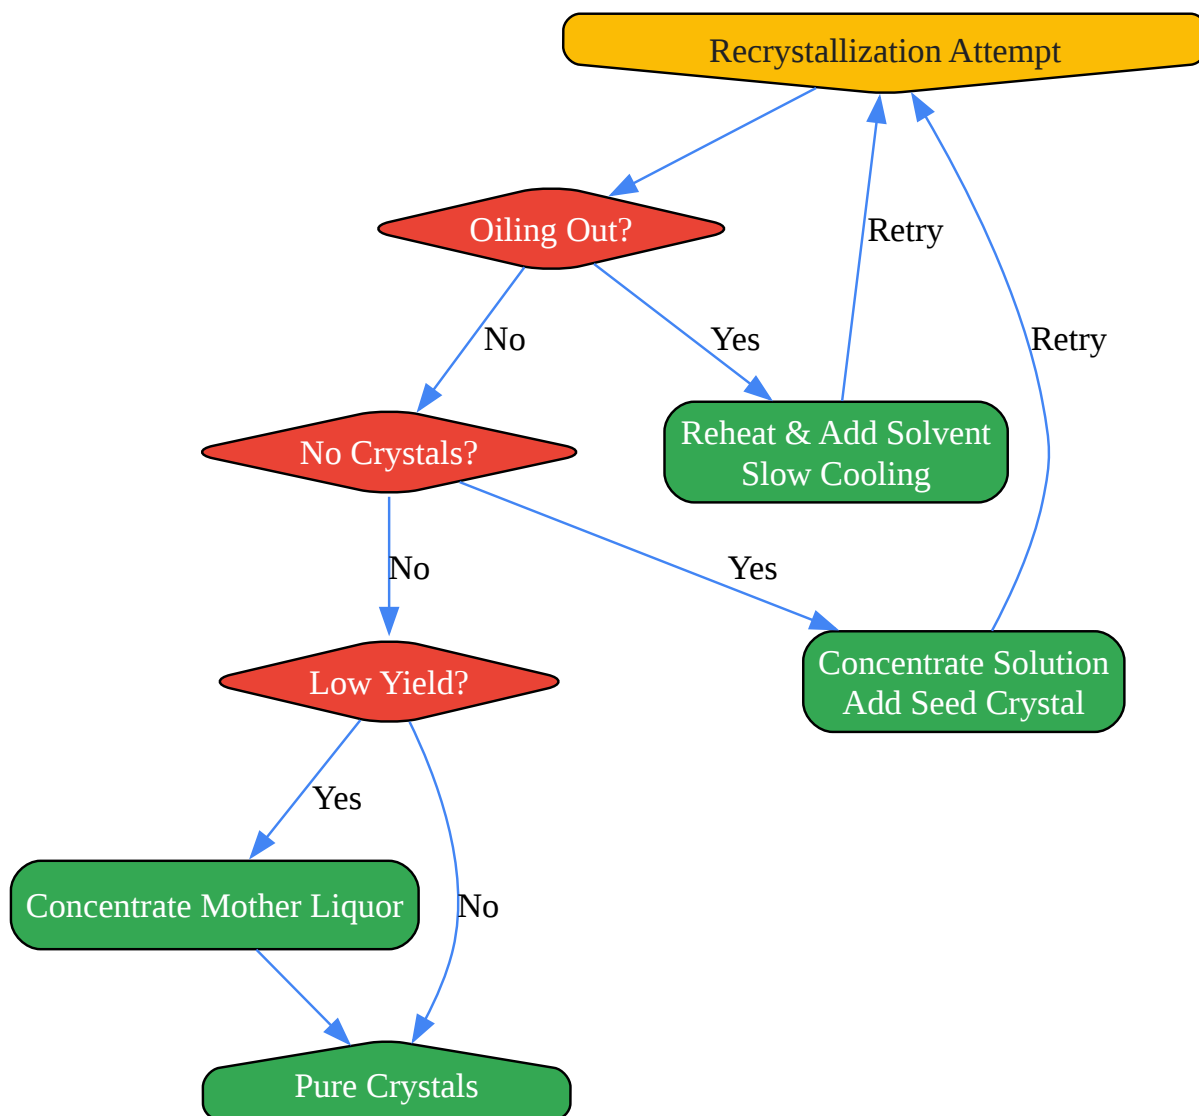 Recrystallization Attempt
Oiling Out?
Retry
No
Yes
Retry
Reheat & Add Solvent
Slow Cooling
No Crystals?
No
Yes
Concentrate Solution
Add Seed Crystal
Low Yield?
Yes
Concentrate Mother Liquor
No
Pure Crystals